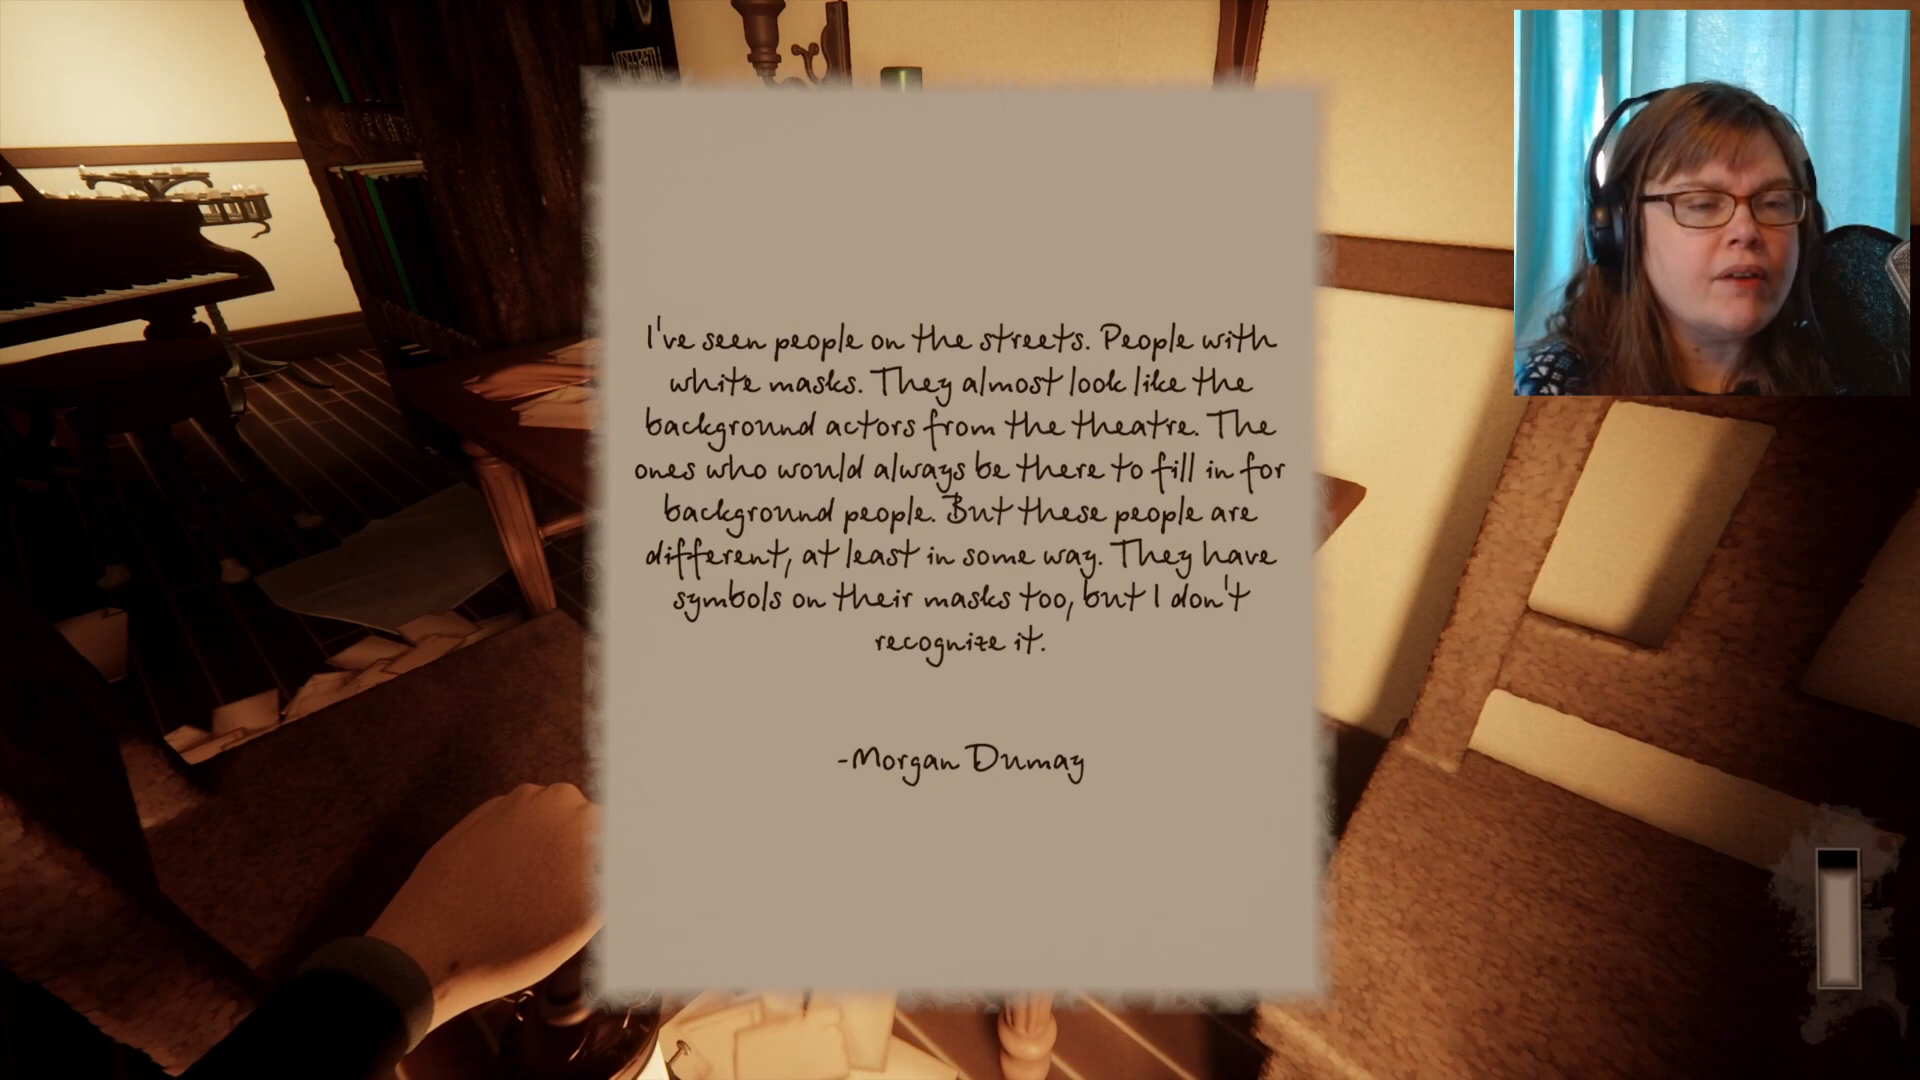 I've seen people on the streets. People with
white masks. They almost look like the
background actors from the theatre. The
ones who would always be there to fill in for
background people. But these people are
different, at least in some way. They have
symbols on their masks too, but I don't
recognize it.
-Morgan Dumay